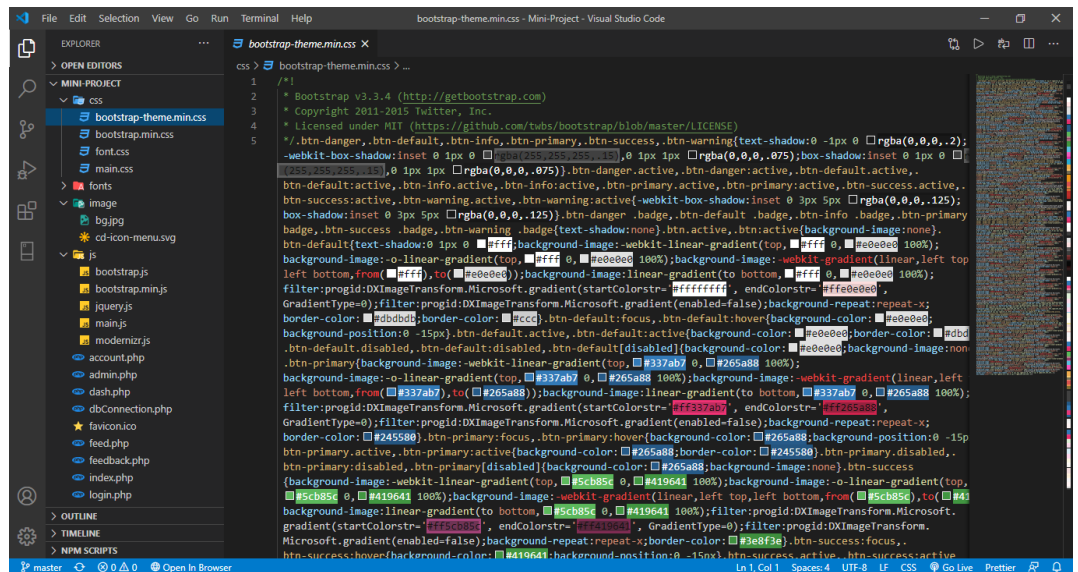 File Edit Selection View Go Run Terminal Help
bootstrap-theme.min.css - Mini-Project - Visual Studio Code
EXPLORER
OPEN EDITORS
MINI-PROJECT
css
bootstrap-theme.min.css
bootstrap.min.css
font.css
main.css
fonts
image
bg.jpg
cd-icon-menu.svg
js
bootstrap.js
bootstrap.min.js
jquery.js
main.js
modernizr.js
account.php
admin.php
dash.php
dbConnection.php
favicon.ico
feed.php
feedback.php
index.php
login.php
OUTLINE
TIMELINE
NPM SCRIPTS
bootstrap-theme.min.css
css > bootstrap-theme.min.css > ...
1 /*!
2 * Bootstrap v3.3.4 (http://getbootstrap.com)
3 * Copyright 2011-2015 Twitter, Inc.
4 * Licensed under MIT (https://github.com/twbs/bootstrap/blob/master/LICENSE)
5 */.btn-danger,.btn-default,.btn-info,.btn-primary,.btn-success,.btn-warning{text-shadow:0 -1px 0 rgba(0,0,0,.2);
-webkit-box-shadow:inset 0 1px 0 rgba(255,255,255,.15),0 1px 1px rgba(0,0,0,.075);box-shadow:inset 0 1px 0
(255,255,255,.15),0 1px 1px rgba(0,0,0,.075)}.btn-danger.active,.btn-danger:active,.btn-default.active,.
btn-default:active,.btn-info.active,.btn-info:active,.btn-primary.active,.btn-primary:active,.btn-success.active,.
btn-success:active,.btn-warning.active,.btn-warning:active{-webkit-box-shadow:inset 0 3px 5px rgba(0,0,0,.125);
box-shadow:inset 0 3px 5px rgba(0,0,0,.125)}.btn-danger .badge,.btn-default .badge,.btn-info .badge,.btn-primary
badge,.btn-success .badge,.btn-warning .badge{text-shadow:none}.btn.active,.btn:active{background-image:none}.
btn-default{text-shadow:0 1px 0 #fff;background-image:-webkit-linear-gradient(top, #fff 0, #e0e0e0 100%);
background-image:-o-linear-gradient(top, #fff 0, #e0e0e0 100%);background-image:-webkit-gradient(linear,left top
left bottom,from( #fff),to( #e0e0e0));background-image:linear-gradient(to bottom, #fff 0, #e0e0e0 100%);
filter:progid:DXImageTransform.Microsoft.gradient(startColorstr='#ffffffff', endColorstr='#ffe0e0e0',
GradientType=0);filter:progid:DXImageTransform.Microsoft.gradient(enabled=false);background-repeat:repeat-x;
border-color: #dbdbdb;border-color: #ccc}.btn-default:focus,.btn-default:hover{background-color: #e0e0e0;
background-position:0 -15px}.btn-default.active,.btn-default:active{background-color: #e0e0e0;border-color: #dbd
.btn-default.disabled,.btn-default:disabled,.btn-default[disabled]{background-color: #e0e0e0;background-image:non
.btn-primary{background-image:-webkit-linear-gradient(top, #337ab7 0, #265a88 100%);
background-image:-o-linear-gradient(top, #337ab7 0, #265a88 100%);background-image:-webkit-gradient(linear,left
left bottom,from( #337ab7),to( #265a88));background-image:linear-gradient(to bottom, #337ab7 0, #265a88 100%);
filter:progid:DXImageTransform.Microsoft.gradient(startColorstr='#ff337ab7', endColorstr='#ff265a88',
GradientType=0);filter:progid:DXImageTransform.Microsoft.gradient(enabled=false);background-repeat:repeat-x;
border-color: #245580}.btn-primary:focus,.btn-primary:hover{background-color: #265a88;background-position:0 -15p
btn-primary.active,.btn-primary:active{background-color: #265a88;border-color: #245580}.btn-primary.disabled,.
btn-primary:disabled,.btn-primary[disabled]{background-color: #265a88;background-image:none}.btn-success
{background-image:-webkit-linear-gradient(top, #5cb85c 0, #419641 100%);background-image:-o-linear-gradient(top,
#5cb85c 0, #419641 100%);background-image:-webkit-gradient(linear,left top,left bottom,from( #5cb85c),to( #41
background-image:linear-gradient(to bottom, #5cb85c 0, #419641 100%);filter:progid:DXImageTransform.Microsoft.
gradient(startColorstr='#ff5cb85c', endColorstr='#ff419641', GradientType=0);filter:progid:DXImageTransform.
Microsoft.gradient(enabled=false);background-repeat:repeat-x;border-color: #3e8f3e}.btn-success:focus,.
btn-success:hover{background-color: #419641;background-position:0 -15px}.btn-success.active,.btn-success:active
master 0 0 Open In Browser
Ln 1, Col 1 Spaces: 4 UTF-8 LF CSS Go Live Prettier